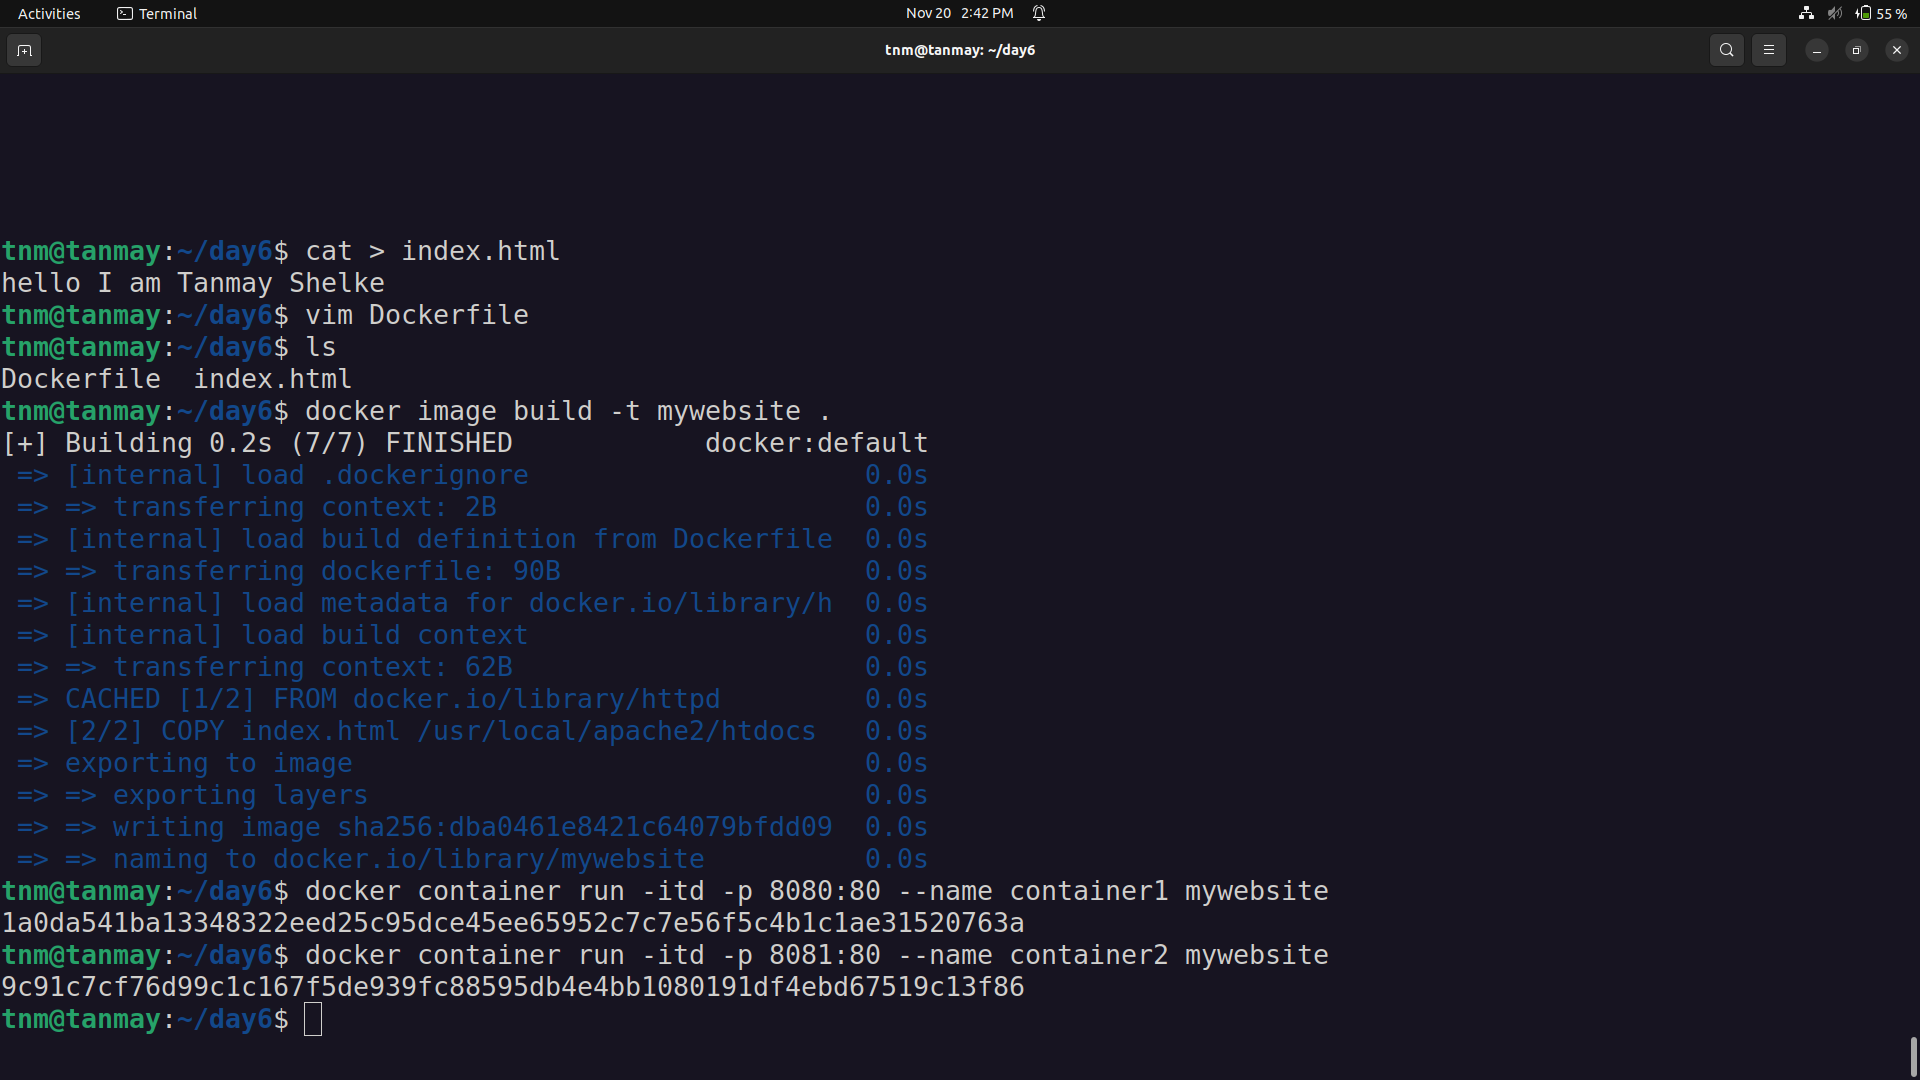 Activities Terminal Nov 20 2:42 PM 55 %
tnm@tanmay: ~/day6
tnm@tanmay:~/day6$ cat > index.html
hello I am Tanmay Shelke
tnm@tanmay:~/day6$ vim Dockerfile
tnm@tanmay:~/day6$ ls
Dockerfile  index.html
tnm@tanmay:~/day6$ docker image build -t mywebsite .
[+] Building 0.2s (7/7) FINISHED            docker:default
 => [internal] load .dockerignore                     0.0s
 => => transferring context: 2B                       0.0s
 => [internal] load build definition from Dockerfile  0.0s
 => => transferring dockerfile: 90B                   0.0s
 => [internal] load metadata for docker.io/library/h  0.0s
 => [internal] load build context                     0.0s
 => => transferring context: 62B                      0.0s
 => CACHED [1/2] FROM docker.io/library/httpd         0.0s
 => [2/2] COPY index.html /usr/local/apache2/htdocs   0.0s
 => exporting to image                                0.0s
 => => exporting layers                               0.0s
 => => writing image sha256:dba0461e8421c64079bfdd09  0.0s
 => => naming to docker.io/library/mywebsite          0.0s
tnm@tanmay:~/day6$ docker container run -itd -p 8080:80 --name container1 mywebsite
1a0da541ba13348322eed25c95dce45ee65952c7c7e56f5c4b1c1ae31520763a
tnm@tanmay:~/day6$ docker container run -itd -p 8081:80 --name container2 mywebsite
9c91c7cf76d99c1c167f5de939fc88595db4e4bb1080191df4ebd67519c13f86
tnm@tanmay:~/day6$